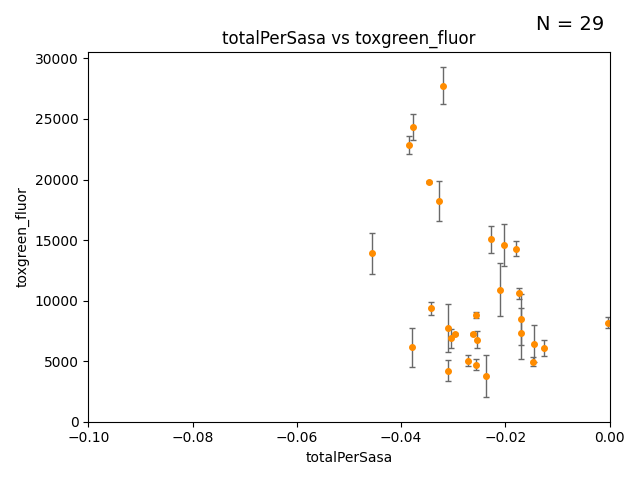 N = 29
totalPerSasa vs toxgreen_fluor
toxgreen_fluor
30000
25000
20000
15000
10000
5000
0
−0.10 −0.08 −0.06 −0.04 −0.02 0.00
totalPerSasa